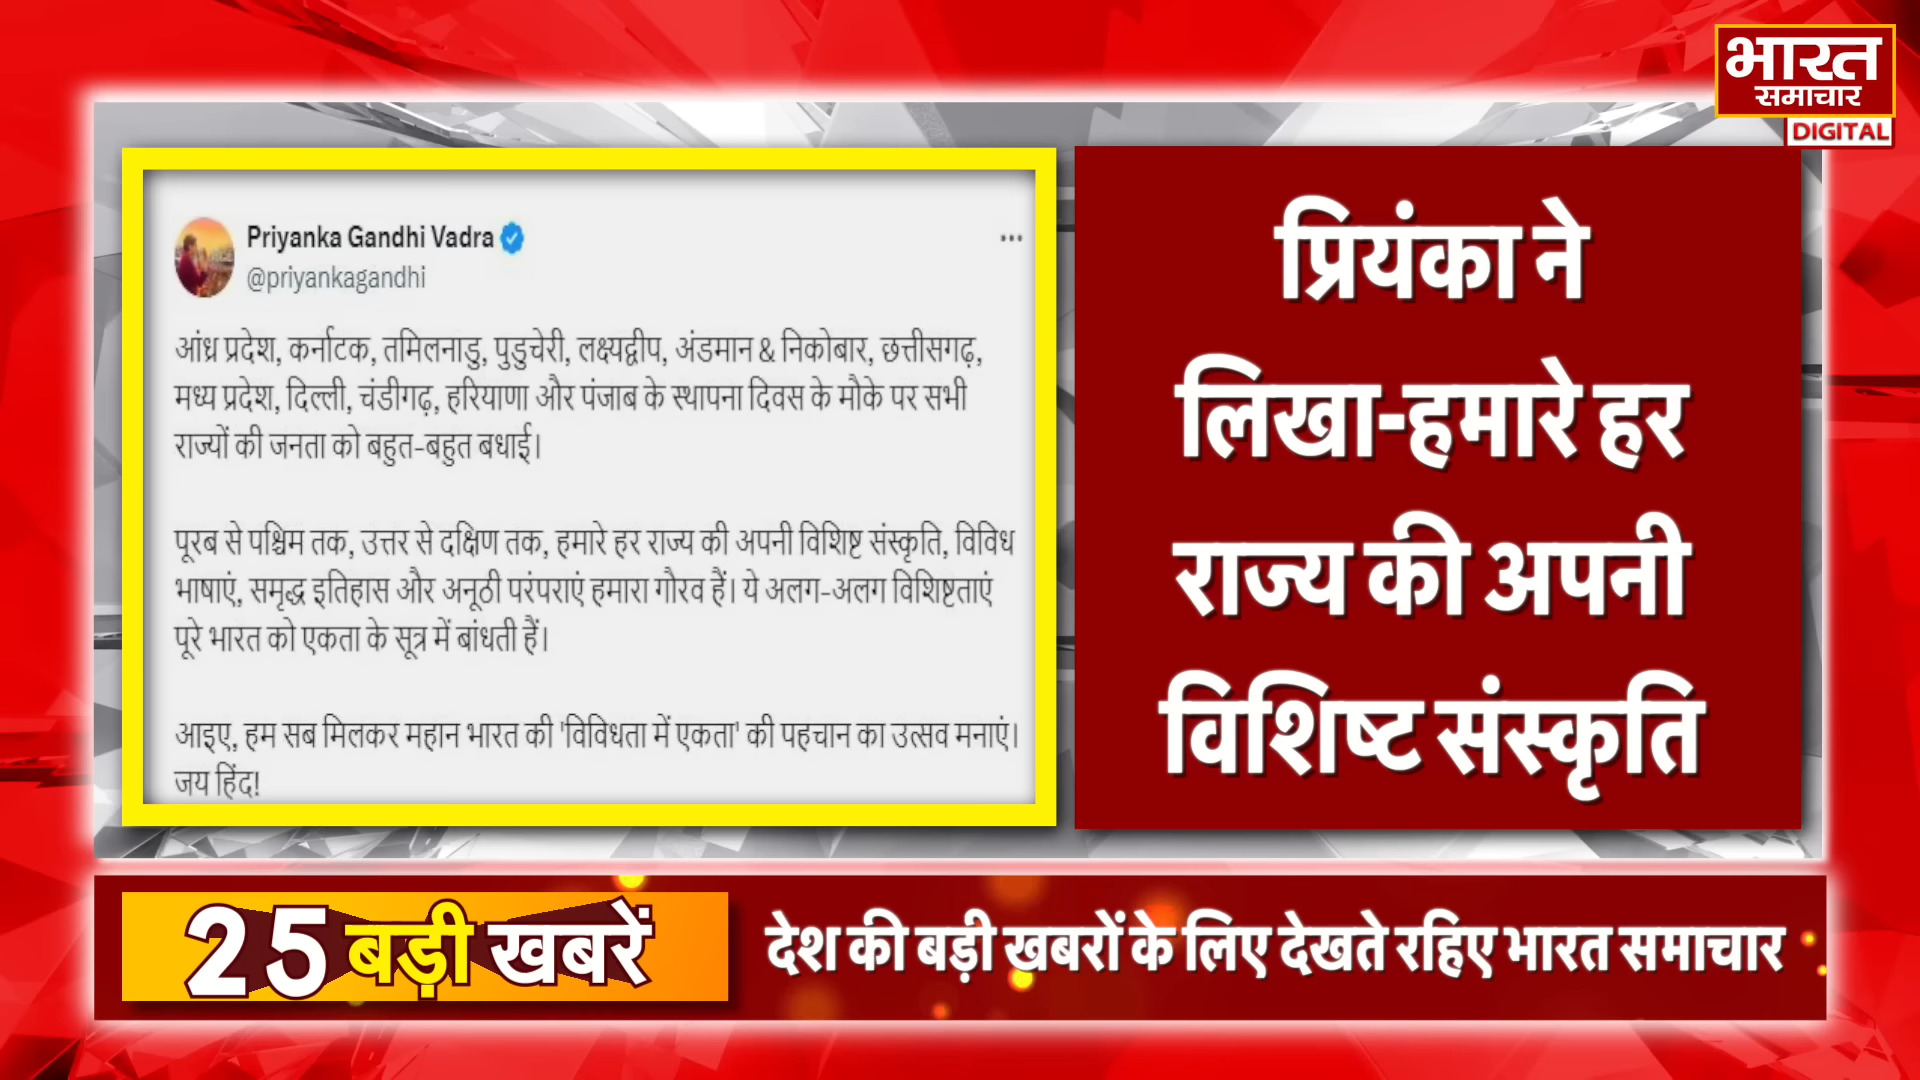 भारत
समाचार
DIGITAL
Priyanka Gandhi Vadra
@priyankagandhi
आंध्र प्रदेश, कर्नाटक, तमिलनाडु, पुडुचेरी, लक्ष्यद्वीप, अंडमान & निकोबार, छत्तीसगढ़,
मध्य प्रदेश, दिल्ली, चंडीगढ़, हरियाणा और पंजाब के स्थापना दिवस के मौके पर सभी
राज्यों की जनता को बहुत-बहुत बधाई।
पूरब से पश्चिम तक, उत्तर से दक्षिण तक, हमारे हर राज्य की अपनी विशिष्ट संस्कृति, विविध
भाषाएं, समृद्ध इतिहास और अनूठी परंपराएं हमारा गौरव हैं। ये अलग-अलग विशिष्टताएं
पूरे भारत को एकता के सूत्र में बांधती हैं।
आइए, हम सब मिलकर महान भारत की 'विविधता में एकता' की पहचान का उत्सव मनाएं।
जय हिंद!
प्रियंका ने
लिखा-हमारे हर
राज्य की अपनी
विशिष्ट संस्कृति
25 बड़ी खबरें
देश की बड़ी खबरों के लिए देखते रहिए भारत समाचार